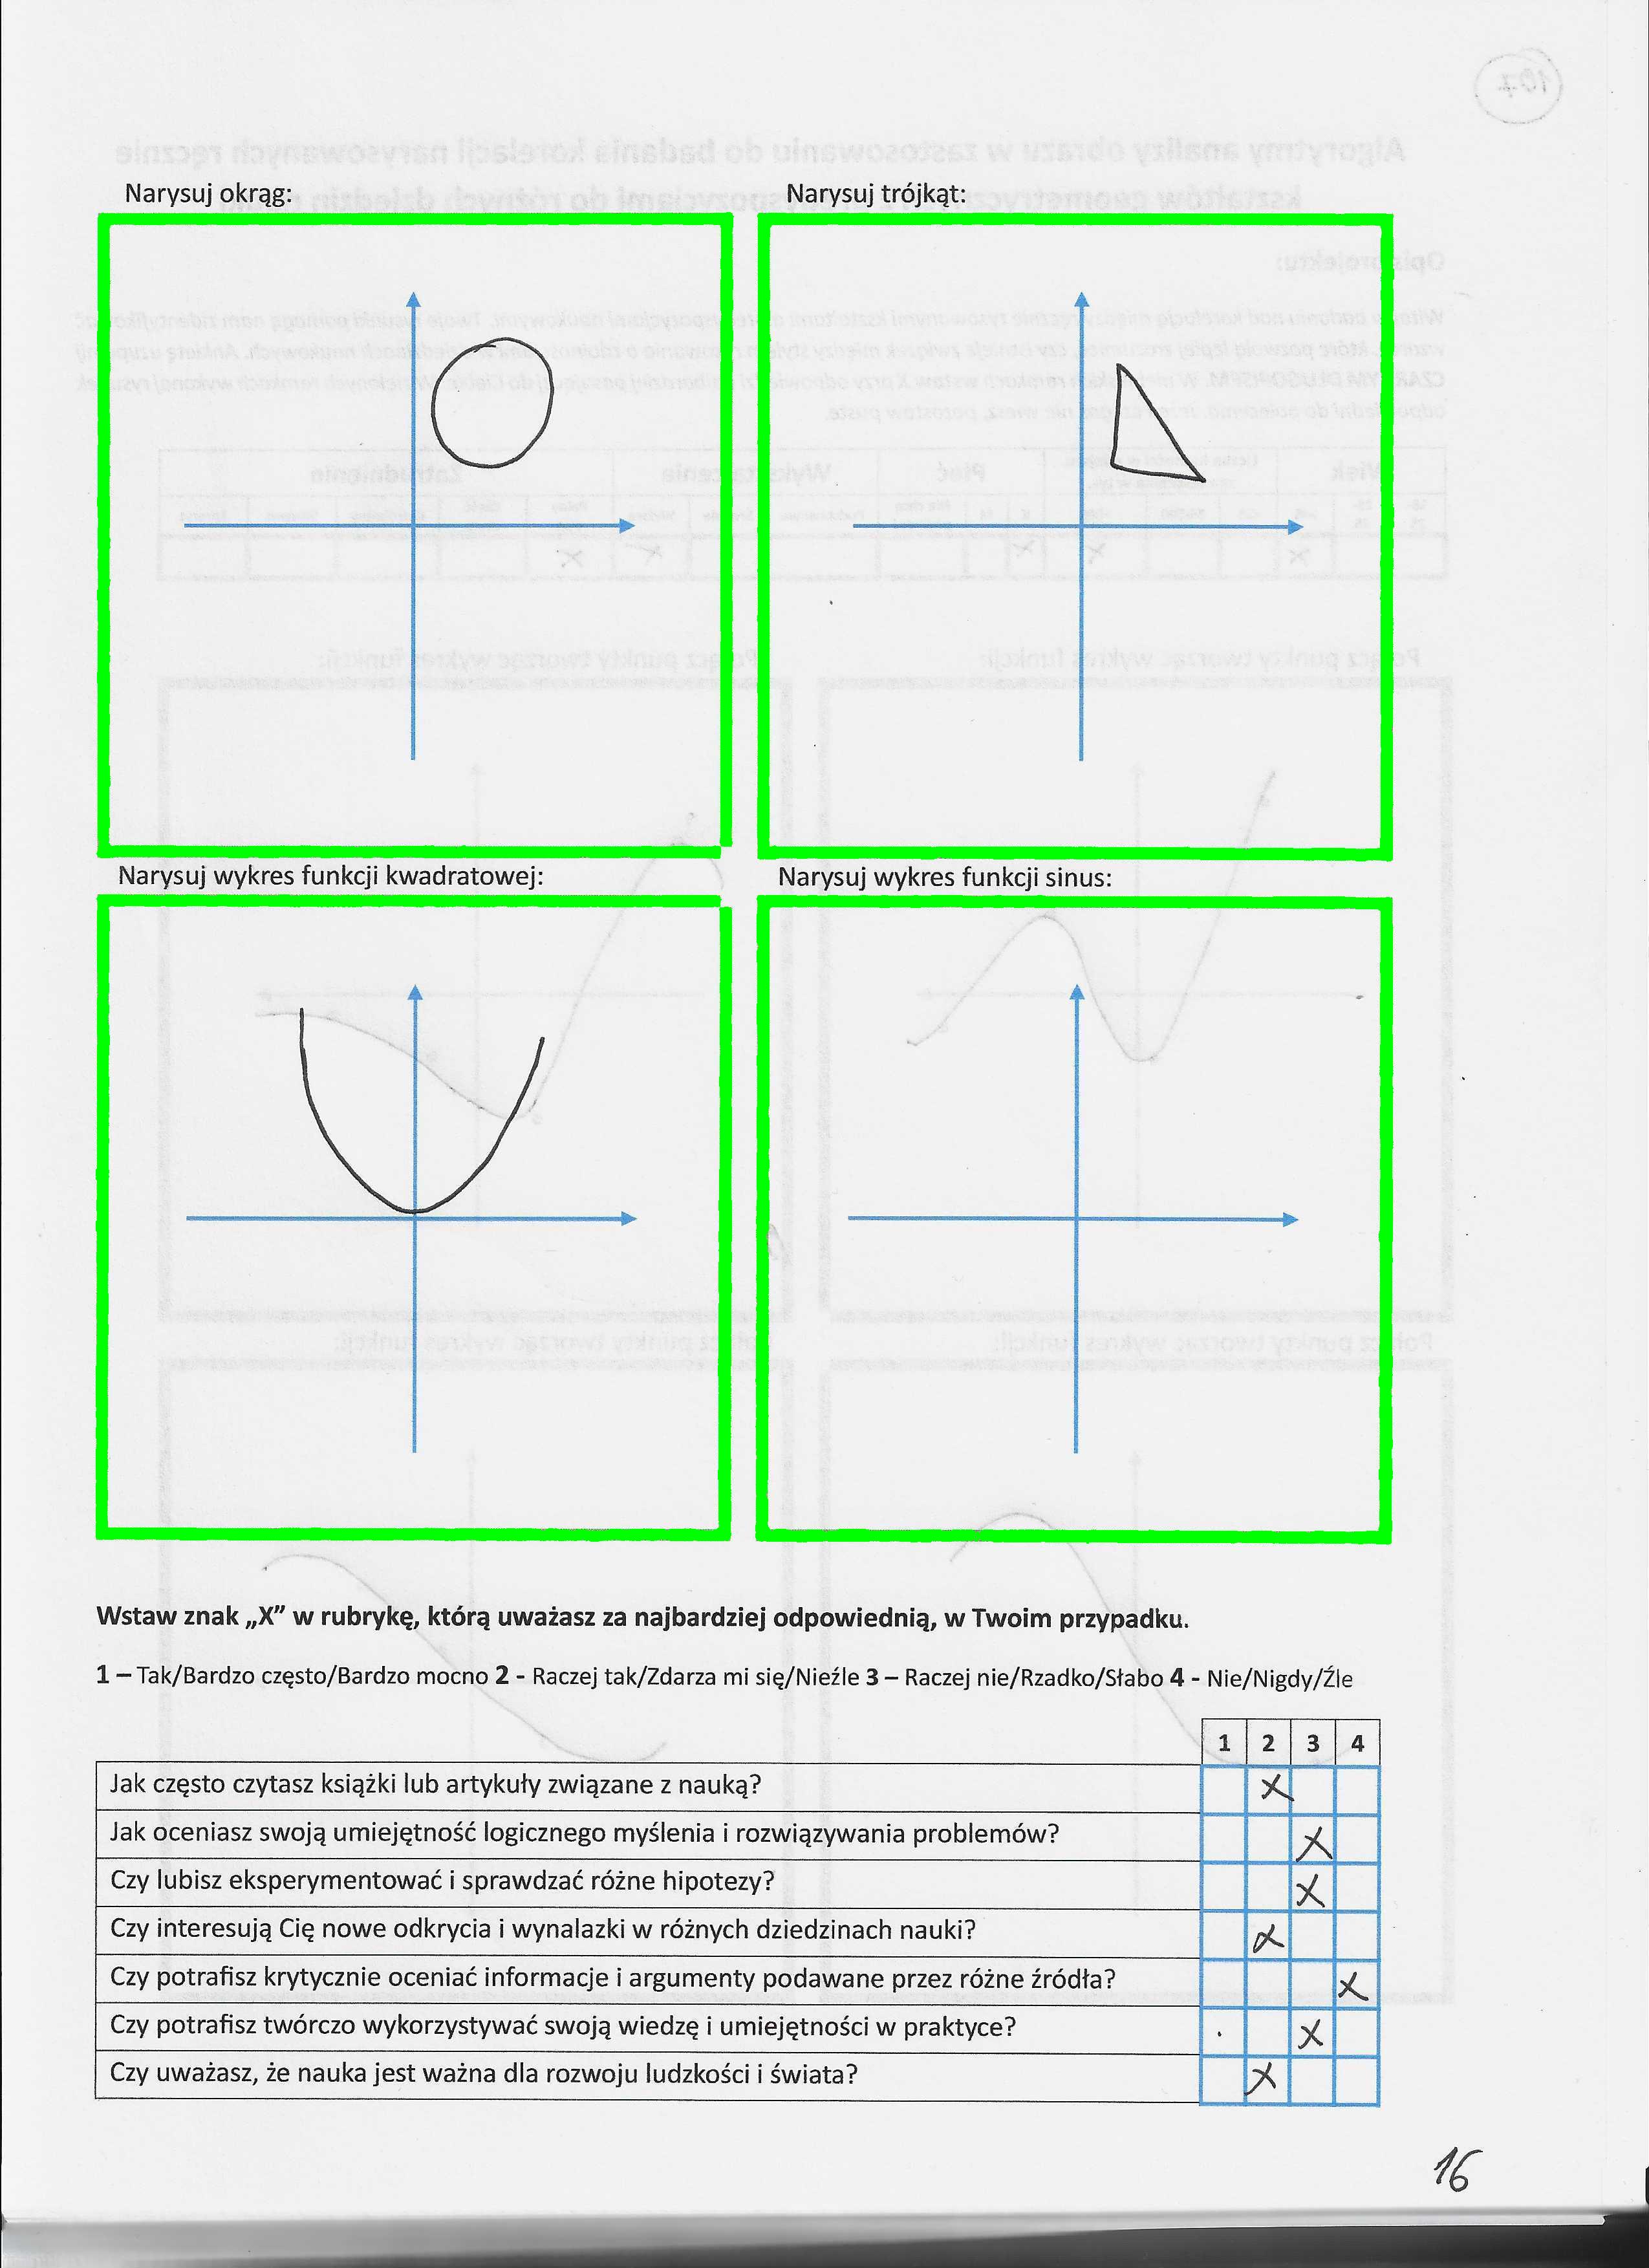 Narysuj okrąg:
Narysuj trójkąt:
Narysuj wykres funkcji kwadratowej:
Narysuj wykres funkcji sinus:
Wstaw znak „X” w rubrykę, którą uważasz za najbardziej odpowiednią, w Twoim przypadku.
1 – Tak/Bardzo często/Bardzo mocno 2 - Raczej tak/Zdarza mi się/Nieźle 3 – Raczej nie/Rzadko/Słabo 4 - Nie/Nigdy/Źle
1 2 3 4
Jak często czytasz książki lub artykuły związane z nauką? X
Jak oceniasz swoją umiejętność logicznego myślenia i rozwiązywania problemów? X
Czy lubisz eksperymentować i sprawdzać różne hipotezy? X
Czy interesują Cię nowe odkrycia i wynalazki w różnych dziedzinach nauki? X
Czy potrafisz krytycznie oceniać informacje i argumenty podawane przez różne źródła? X
Czy potrafisz twórczo wykorzystywać swoją wiedzę i umiejętności w praktyce? X
Czy uważasz, że nauka jest ważna dla rozwoju ludzkości i świata? X
16